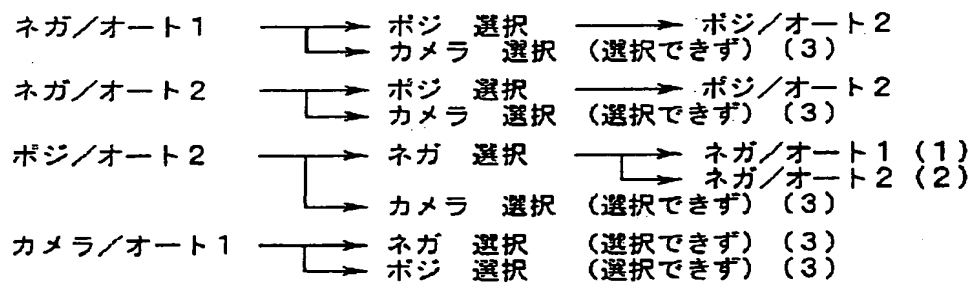 ネガ／オート１ ポジ 選択 ポジ／オート２
カメラ 選択 （選択できず）（３）
ネガ／オート２ ポジ 選択 ポジ／オート２
カメラ 選択 （選択できず）（３）
ポジ／オート２ ネガ 選択 ネガ／オート１（１）
ネガ／オート２（２）
カメラ 選択 （選択できず）（３）
カメラ／オート１ ネガ 選択 （選択できず）（３）
ポジ 選択 （選択できず）（３）